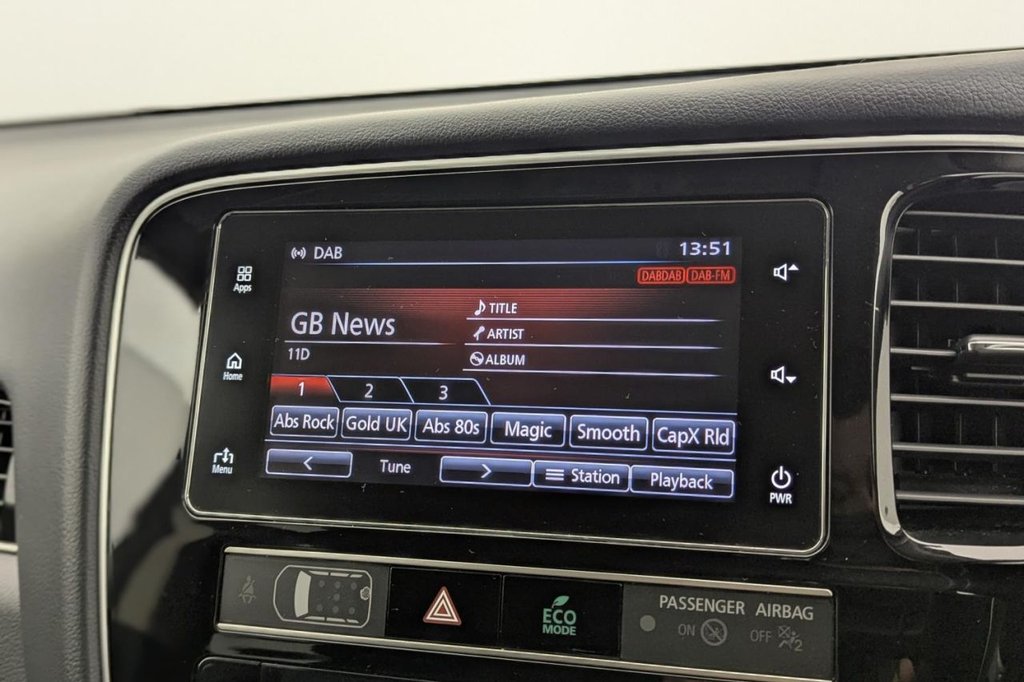 DAB
13:51
DABDAB DAB-FM
Apps
GB News
TITLE
ARTIST
11D
ALBUM
Home
1 2 3
Abs Rock Gold UK Abs 80s Magic Smooth CapX Rld
Menu
< Tune > Station Playback
PWR
ECO
MODE
PASSENGER AIRBAG
ON OFF 2